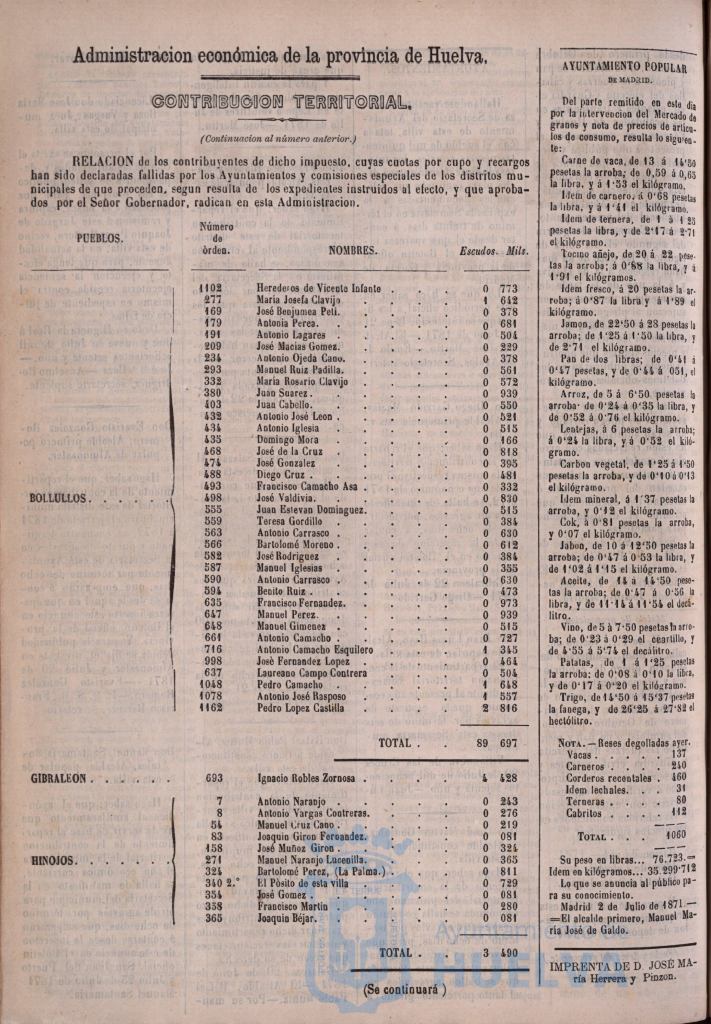 Administracion económica de la provincia de Huelva.
CONTRIBUCION TERRITORIAL.
(Continuacion al número anterior.)
RELACION de los contribuyentes de dicho impuesto, cuyas cuotas por cupo y recargos
han sido declaradas fallidas por los Ayuntamientos y comisiones especiales de los distritos mu-
nicipales de que proceden, segun resulta de los expedientes instruidos al efecto, y que aproba-
dos por el Señor Gobernador, radican en esta Administracion.
PUEBLOS. Número de òrden. NOMBRES. Escudos. Mils.
1102 Herederos de Vicente Infante . . . 0 773
277 Maria Josefa Clavijo . . . . 1 642
169 José Benjumea Peti. . . . . 0 378
179 Antonia Perea. . . . . 0 681
191 Antonio Lagares . . . . 0 504
209 José Macias Gomez. . . . . 0 229
234 Antonio Ojeda Cano. . . . . 0 378
293 Manuel Ruiz Padilla. . . . . 0 561
332 Maria Rosario Clavijo . . . . 0 572
380 Juan Suarez. . . . . 0 939
403 Juan Cabello. . . . . 0 550
432 Antonio José Leon . . . . 0 521
434 Antonio Iglesia . . . . 0 515
435 Domingo Mora . . . . 0 166
468 José de la Cruz . . . . 0 818
474 José Gonzalez . . . . 0 395
488 Diego Cruz . . . . 0 481
493 Francisco Camacho Asa . . . . 0 332
BOLLULLOS. . . . . . 498 José Valdivia. . . . . 0 830
555 Juan Estevan Dominguez. . . . 0 515
559 Teresa Gordillo . . . . 0 384
563 Antonio Carrasco . . . . 0 630
566 Bartolomé Moreno . . . . 0 612
582 José Rodriguez . . . . 0 384
587 Manuel Iglesias . . . . 0 355
590 Antonio Carrasco . . . . 0 630
594 Benito Ruiz . . . . 0 473
635 Francisco Fernandez. . . . 0 973
647 Manuel Perez. . . . . 0 939
648 Manuel Gimenez . . . . 0 515
661 Antonio Camacho . . . . 0 727
716 Antonio Camacho Esquilero . . . 1 345
998 Josè Fernandez Lopez . . . . 0 464
637 Laureano Campo Contrera . . . 0 504
1048 Pedro Camacho . . . . 1 648
1078 Antonio José Rasposo . . . . 1 557
1162 Pedro Lopez Castilla . . . . 2 816
TOTAL . . 89 697
GIBRALEON . . . . . . 693 Ignacio Robles Zornosa . . . . 4 428
7 Antonio Naranjo . . . . 0 243
8 Antonio Vargas Contreras. . . . 0 276
54 Manuel Cruz Cano . . . . 0 219
83 Joaquin Giron Fernandez. . . . 0 081
158 José Muñoz Giron . . . . 0 324
HINOJOS. . . . . . . 271 Manuel Naranjo Lucenilla. . . . 0 365
324 Bartolomé Perez, (La Palma.) . . . 0 811
340 2.° El Pòsito de esta villa . . . 0 729
354 José Gomez . . . . 0 081
358 Francisco Martin . . . . 0 280
365 Joaquin Béjar. . . . . 0 081
TOTAL . . 3 490
(Se continuará )
AYUNTAMIENTO POPULAR
DE MADRID.
Del parte remitido en este dia
por la intervencion del Mercado de
granos y nota de precios de artícu-
los de consumo, resulta lo siguien-
te:
Carne de vaca, de 13 á 14'50
pesetas la arroba; de 0,59 á 0,65
la libra, y á 1'53 el kilógramo.
Idem de carnero, á 0'68 pesetas
la libra, y á 1'41 el kilógramo.
Idem de ternera, de 1 á 1 25
pesetas la libra, y de 2'17 á 2'71
el kilógramo.
Tocino añejo, de 20 á 22 pese-
tas la arroba; á 0'88 la libra, y á
1'91 el kilógramos.
Idem fresco, á 20 pesetas la ar-
roba; á 0'87 la libra y á 1'89 el
kilógramo.
Jamon, de 22'50 á 28 pesetas la
arroba; de 1'25 á 1'50 la libra, y
de 2'71 el kilógramo.
Pan de dos libras; de 0'41 á
0'47 pesetas, y de 0'44 á 051, el
kilógramo.
Arroz, de 5 á 6'50 pesetas la
arroba· de 0'24 á 0'35 la libra, y
de 0'52 á 0'76 el kilógramo.
Lentejas, á 6 pesetas la arroba;
á 0'24 la libra, y á 0'52 el kiló-
gramo.
Carbon vegetal, de 1'25 á 1'50
pesetas la arroba, y de 0'10 á 0'13
el kilógramo.
Idem mineral, á 1'37 pesetas la
arroba, y 0'12 el kilógramo.
Cok, á 0'81 pesetas la arroba,
y 0'07 el kilógramo.
Jabon, de 10 á 12'50 pesetas la
arroba; de 0'47 á 0'53 la libra, y
de 1'02 á 1'15 el kilógramo.
Aceite, de 14 á 14'50 pese-
tas la arroba; de 0'47 á 0'56 la
libra, y de 11'14 á 11'54 el decá-
litro.
Vino, de 5 á 7'50 pesetas la arro-
ba; de 0'23 á 0'29 el cuartillo, y
de 4'55 á 5'74 el decálitro.
Patatas, de 1 á 1'25 pesetas
la arroba; de 0'08 á 0'10 la libra,
y de 0'17 á 0'20 el kilógramo.
Trigo, de 14'50 á 15'37 pesetas
la fanega, y de 26'25 á 27'82 el
hectólitro.
NOTA.—Reses degolladas ayer.
Vacas . . . . 137
Carneros . . . . 240
Corderos recentales . 460
Idem lechales. . . . 31
Terneras . . . . 80
Cabritos . . . . 112
TOTAL . . . 1060
Su peso en libras... 76.723.=
Idem en kilógramos... 35.299'712
Lo que se anuncia al público pa-
ra su conocimiento.
Madrid 2 de Julio de 1871—
=El alcalde primero, Manuel Ma-
ría José de Galdo.
IMPRENTA DE D JOSÉ MA-
ría Herrera y Pinzon.
Ayuntamiento de
HUELVA